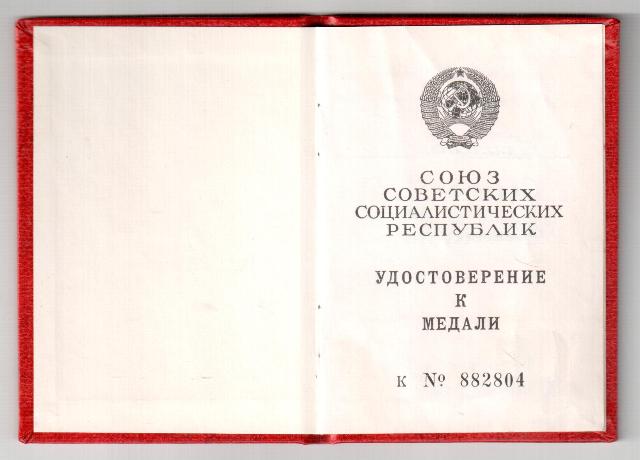 СОЮЗ
СОВЕТСКИХ
СОЦИАЛИСТИЧЕСКИХ
РЕСПУБЛИК
УДОСТОВЕРЕНИЕ
К
МЕДАЛИ
К № 882804